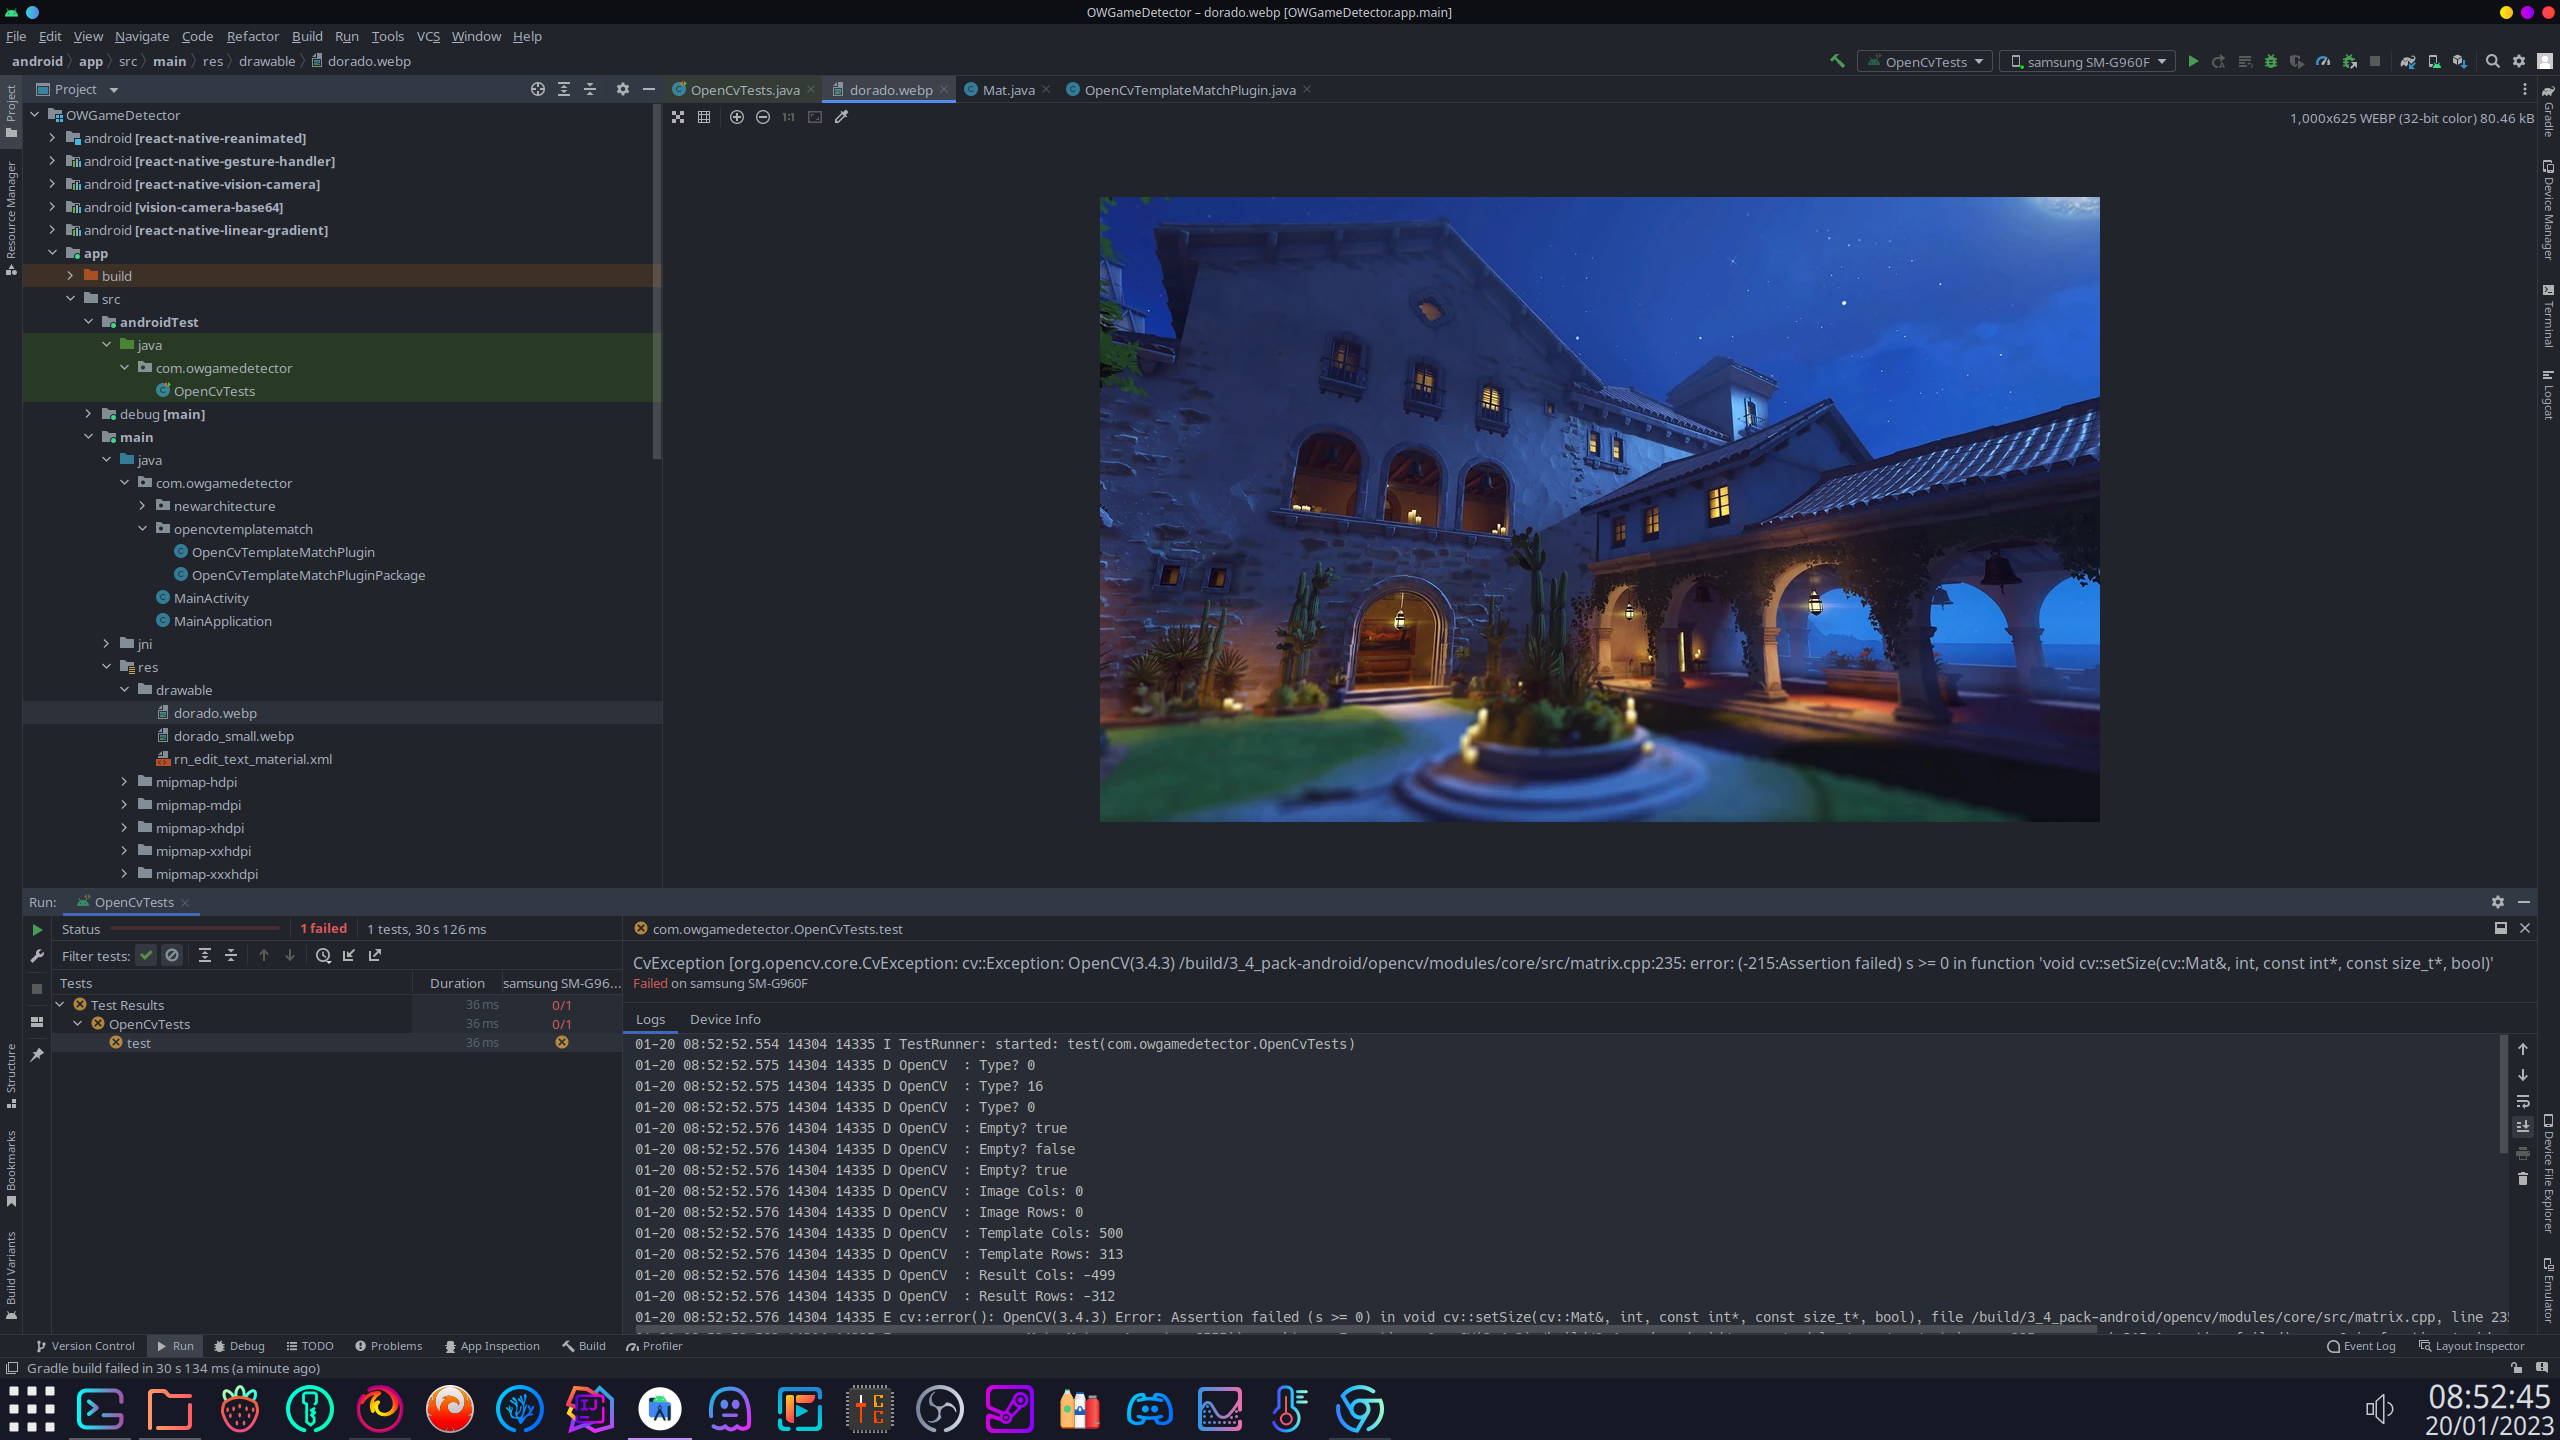 OWGameDetector – dorado.webp [OWGameDetector.app.main]
File Edit View Navigate Code Refactor Build Run Tools VCS Window Help
android app src main res drawable dorado.webp
OpenCvTests samsung SM-G960F
Project
OpenCvTests.java dorado.webp Mat.java OpenCvTemplateMatchPlugin.java
1:1
1,000x625 WEBP (32-bit color) 80.46 kB
OWGameDetector
android [react-native-reanimated]
android [react-native-gesture-handler]
android [react-native-vision-camera]
android [vision-camera-base64]
android [react-native-linear-gradient]
app
build
src
androidTest
java
com.owgamedetector
OpenCvTests
debug [main]
main
java
com.owgamedetector
newarchitecture
opencvtemplatematch
OpenCvTemplateMatchPlugin
OpenCvTemplateMatchPluginPackage
MainActivity
MainApplication
jni
res
drawable
dorado.webp
dorado_small.webp
rn_edit_text_material.xml
mipmap-hdpi
mipmap-mdpi
mipmap-xhdpi
mipmap-xxhdpi
mipmap-xxxhdpi
Project
Resource Manager
Structure
Bookmarks
Build Variants
Gradle
Device Manager
Terminal
Logcat
Device File Explorer
Emulator
Run: OpenCvTests
Status 1 failed 1 tests, 30 s 126 ms
Filter tests:
Tests Duration samsung SM-G96...
Test Results 36 ms 0/1
OpenCvTests 36 ms 0/1
test 36 ms
com.owgamedetector.OpenCvTests.test
CvException [org.opencv.core.CvException: cv::Exception: OpenCV(3.4.3) /build/3_4_pack-android/opencv/modules/core/src/matrix.cpp:235: error: (-215:Assertion failed) s >= 0 in function 'void cv::setSize(cv::Mat&, int, const int*, const size_t*, bool)'
Failed on samsung SM-G960F
Logs Device Info
01-20 08:52:52.554 14304 14335 I TestRunner: started: test(com.owgamedetector.OpenCvTests)
01-20 08:52:52.575 14304 14335 D OpenCV  : Type? 0
01-20 08:52:52.575 14304 14335 D OpenCV  : Type? 16
01-20 08:52:52.575 14304 14335 D OpenCV  : Type? 0
01-20 08:52:52.576 14304 14335 D OpenCV  : Empty? true
01-20 08:52:52.576 14304 14335 D OpenCV  : Empty? false
01-20 08:52:52.576 14304 14335 D OpenCV  : Empty? true
01-20 08:52:52.576 14304 14335 D OpenCV  : Image Cols: 0
01-20 08:52:52.576 14304 14335 D OpenCV  : Image Rows: 0
01-20 08:52:52.576 14304 14335 D OpenCV  : Template Cols: 500
01-20 08:52:52.576 14304 14335 D OpenCV  : Template Rows: 313
01-20 08:52:52.576 14304 14335 D OpenCV  : Result Cols: -499
01-20 08:52:52.576 14304 14335 D OpenCV  : Result Rows: -312
01-20 08:52:52.576 14304 14335 E cv::error(): OpenCV(3.4.3) Error: Assertion failed (s >= 0) in void cv::setSize(cv::Mat&, int, const int*, const size_t*, bool), file /build/3_4_pack-android/opencv/modules/core/src/matrix.cpp, line 235
Version Control Run Debug TODO Problems App Inspection Build Profiler Event Log Layout Inspector
Gradle build failed in 30 s 134 ms (a minute ago)
08:52:45
20/01/2023